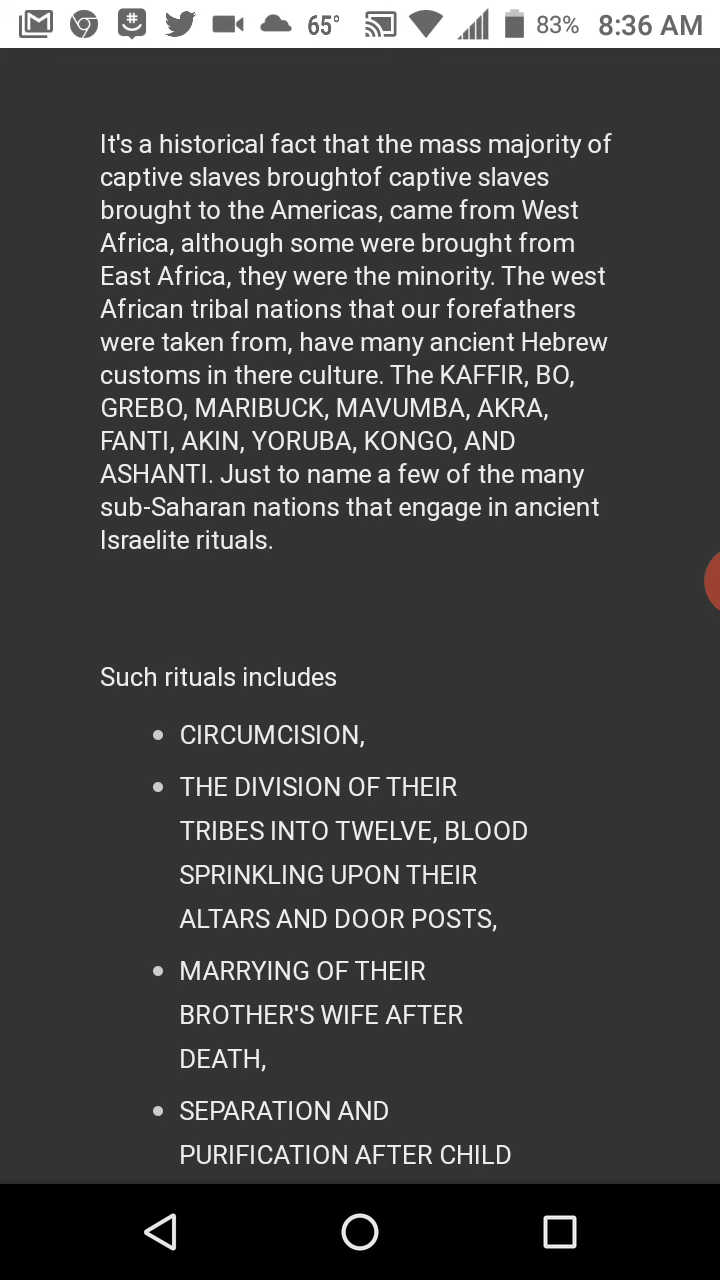 65° 83% 8:36 AM
It's a historical fact that the mass majority of
captive slaves broughtof captive slaves
brought to the Americas, came from West
Africa, although some were brought from
East Africa, they were the minority. The west
African tribal nations that our forefathers
were taken from, have many ancient Hebrew
customs in there culture. The KAFFIR, BO,
GREBO, MARIBUCK, MAVUMBA, AKRA,
FANTI, AKIN, YORUBA, KONGO, AND
ASHANTI. Just to name a few of the many
sub-Saharan nations that engage in ancient
Israelite rituals.
Such rituals includes
• CIRCUMCISION,
• THE DIVISION OF THEIR
TRIBES INTO TWELVE, BLOOD
SPRINKLING UPON THEIR
ALTARS AND DOOR POSTS,
• MARRYING OF THEIR
BROTHER'S WIFE AFTER
DEATH,
• SEPARATION AND
PURIFICATION AFTER CHILD